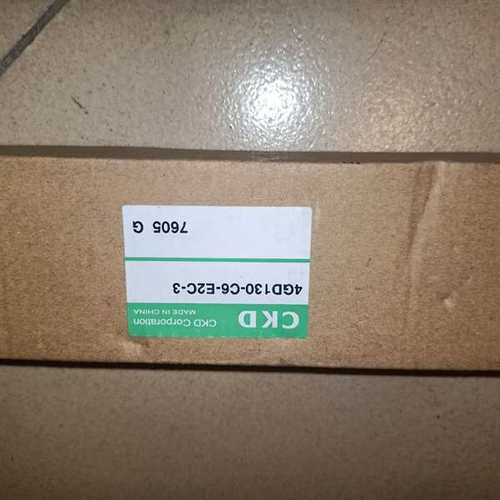 CKD
CKD Corporation
MADE IN CHINA
4GD130-C6-E2C-3
7605 G